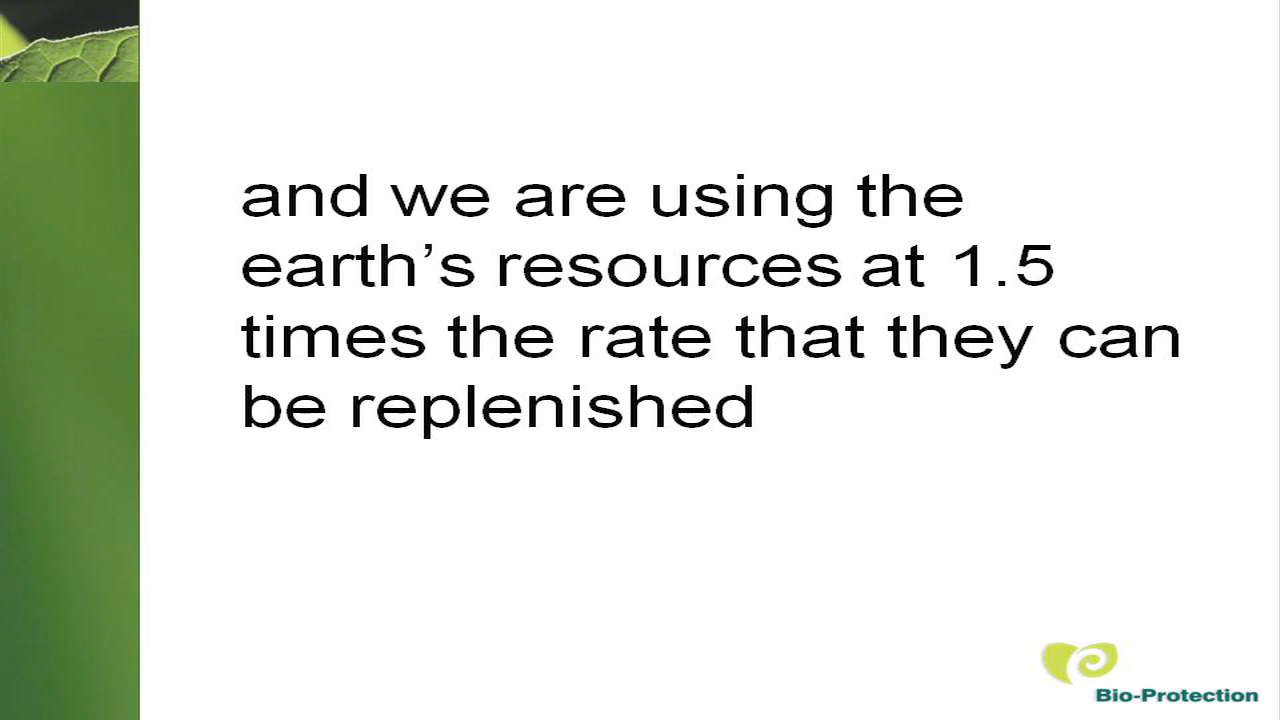 and we are using the
earth’s resources at 1.5
times the rate that they can
be replenished
Bio-Protection